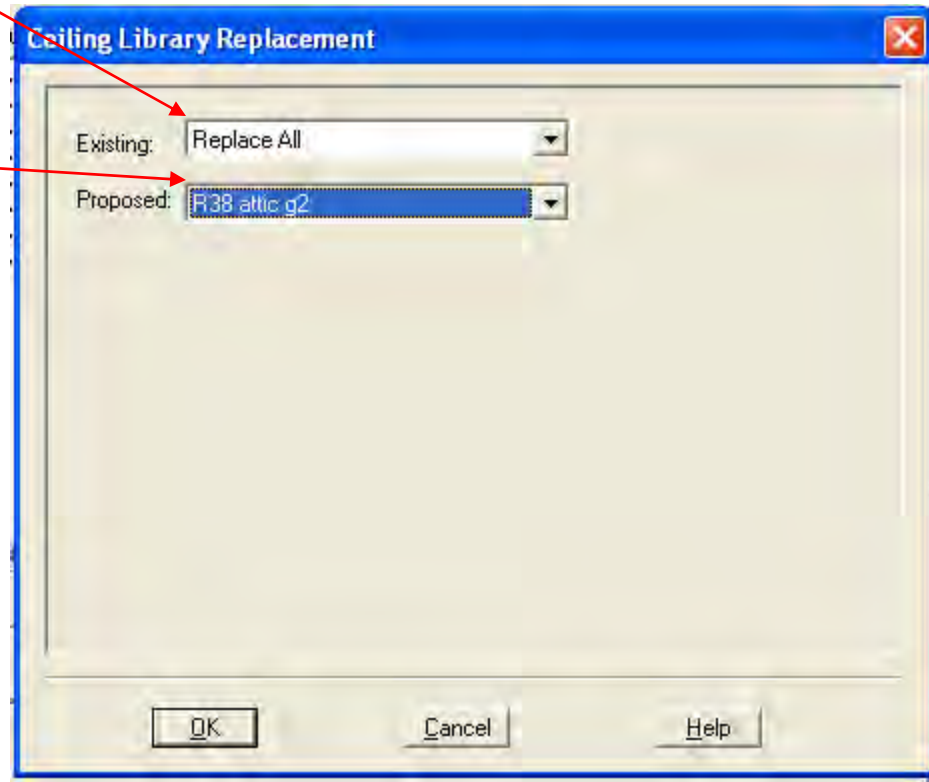 Ceiling Library Replacement
Existing: Replace All
Proposed: R38 attic g2
OK Cancel Help